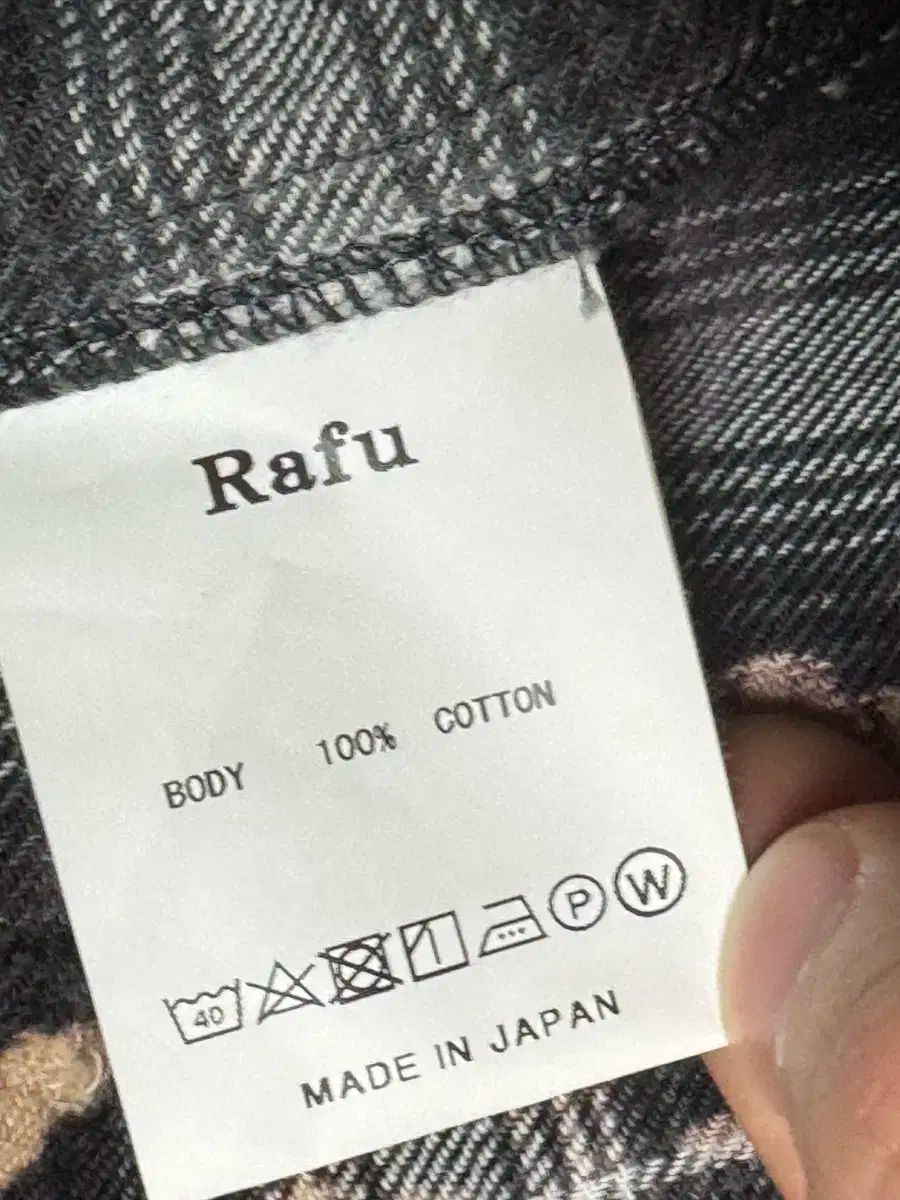 Rafu
BODY 100% COTTON
40 P W
MADE IN JAPAN